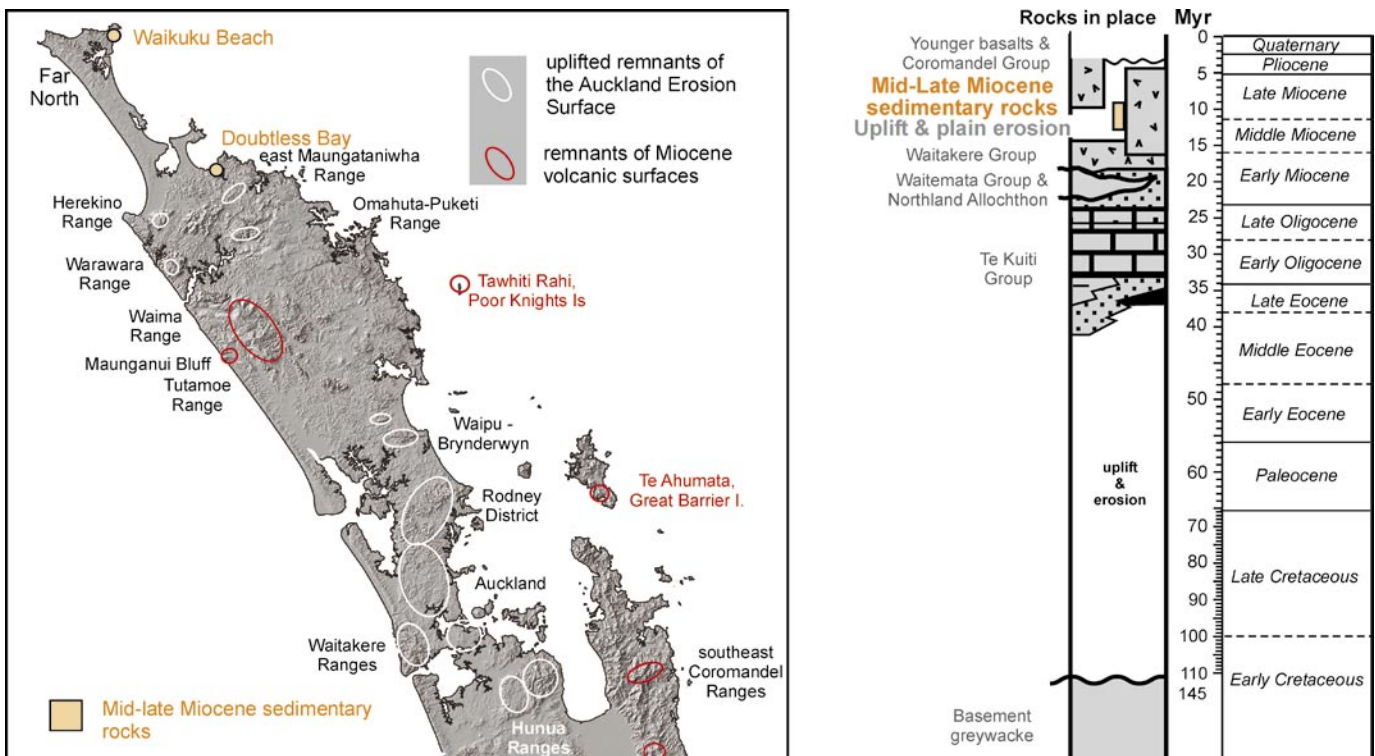 Waikuku Beach
Far
North
uplifted remnants of
the Auckland Erosion
Surface
Doubtless Bay
east Maungataniwha
Range
remnants of Miocene
volcanic surfaces
Herekino
Range
Omahuta-Puketi
Range
Warawara
Range
Tawhiti Rahi,
Poor Knights Is
Waima
Range
Maunganui Bluff
Tutamoe
Range
Waipu -
Brynderwyn
Te Ahumata,
Great Barrier I.
Rodney
District
Auckland
Waitakere
Ranges
southeast
Coromandel
Ranges
Mid-late Miocene sedimentary
rocks
Hunua
Ranges
Rocks in place
Myr
Younger basalts &
Coromandel Group
Mid-Late Miocene
sedimentary rocks
Uplift & plain erosion
Waitakere Group
Waitemata Group &
Northland Allochthon
Te Kuiti
Group
uplift
&
erosion
Basement
greywacke
0
5
10
15
20
25
30
35
40
50
60
70
80
90
100
110
145
Quaternary
Pliocene
Late Miocene
Middle Miocene
Early Miocene
Late Oligocene
Early Oligocene
Late Eocene
Middle Eocene
Early Eocene
Paleocene
Late Cretaceous
Early Cretaceous